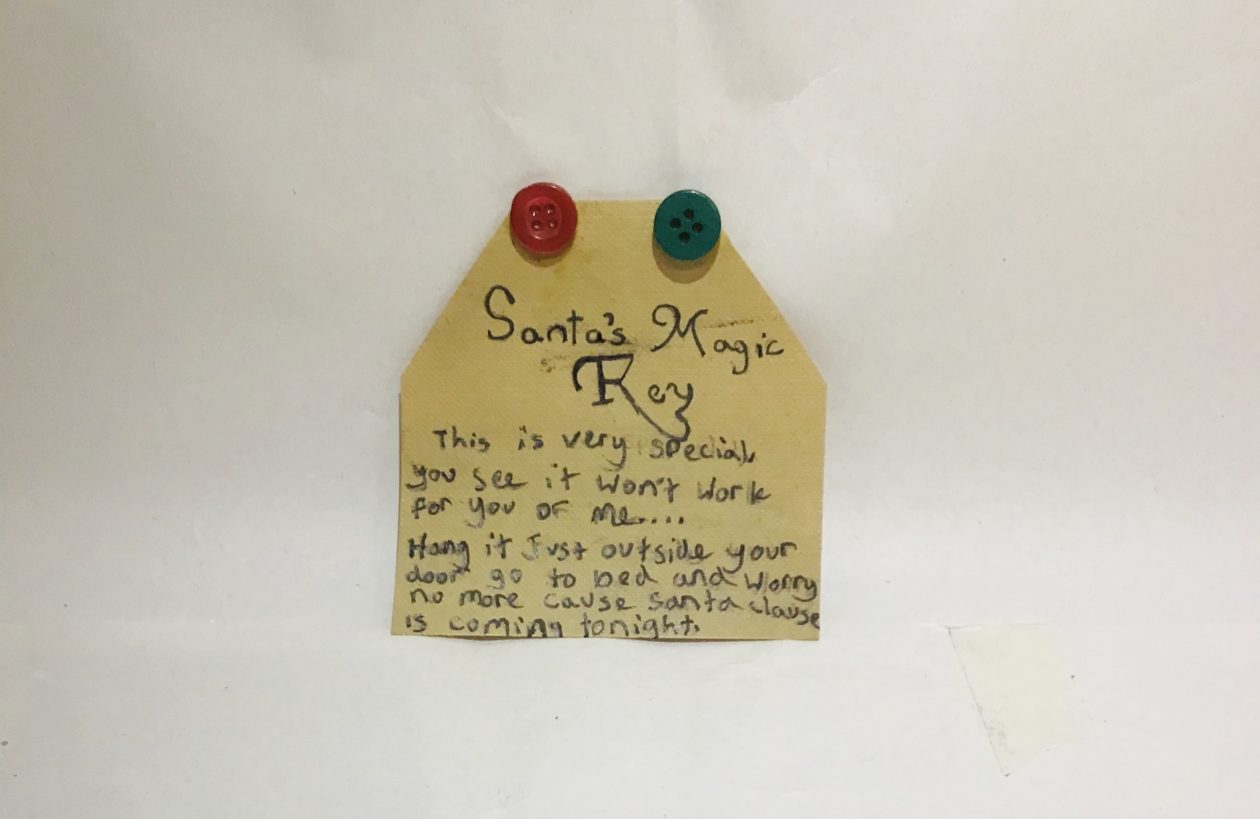 Santa's Magic
Key
This is very special,
you see it won't work
for you or me....
Hang it Just outside your
door go to bed and worry
no more cause santa clause
is coming tonight.